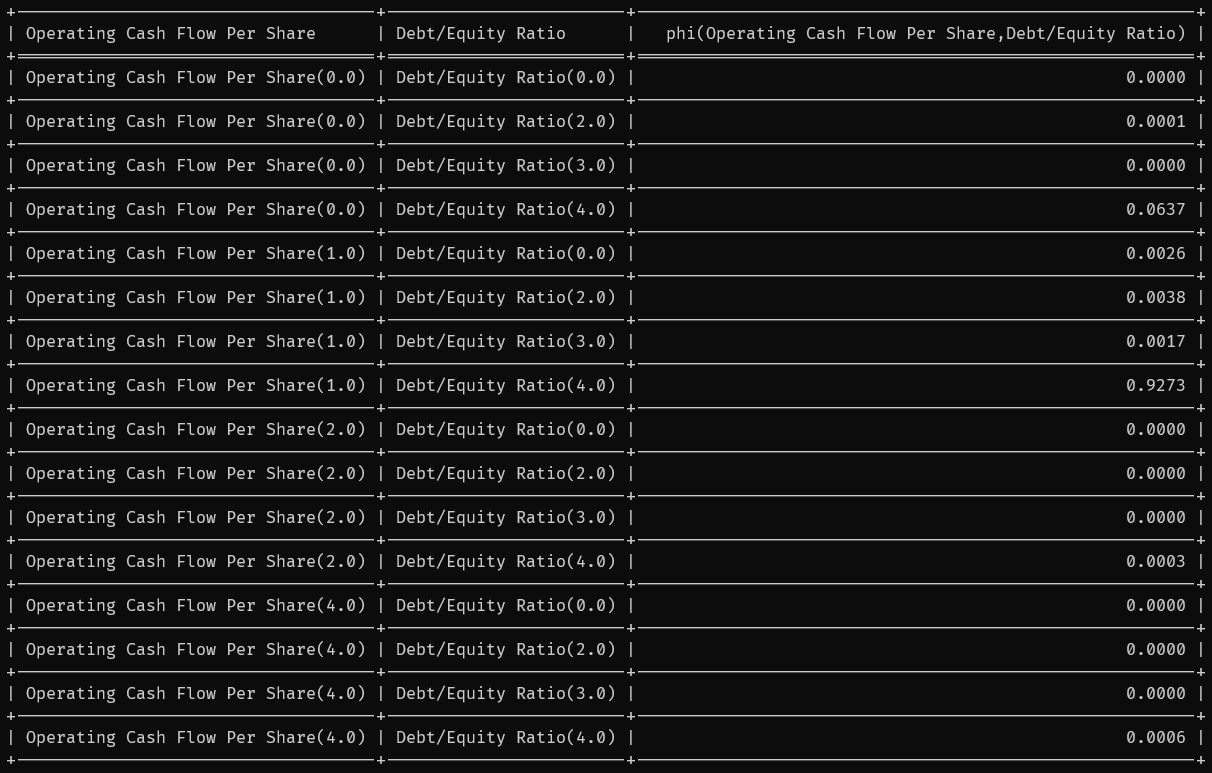 | Operating Cash Flow Per Share | Debt/Equity Ratio | phi(Operating Cash Flow Per Share,Debt/Equity Ratio) |
| Operating Cash Flow Per Share(0.0) | Debt/Equity Ratio(0.0) | 0.0000 |
| Operating Cash Flow Per Share(0.0) | Debt/Equity Ratio(2.0) | 0.0001 |
| Operating Cash Flow Per Share(0.0) | Debt/Equity Ratio(3.0) | 0.0000 |
| Operating Cash Flow Per Share(0.0) | Debt/Equity Ratio(4.0) | 0.0637 |
| Operating Cash Flow Per Share(1.0) | Debt/Equity Ratio(0.0) | 0.0026 |
| Operating Cash Flow Per Share(1.0) | Debt/Equity Ratio(2.0) | 0.0038 |
| Operating Cash Flow Per Share(1.0) | Debt/Equity Ratio(3.0) | 0.0017 |
| Operating Cash Flow Per Share(1.0) | Debt/Equity Ratio(4.0) | 0.9273 |
| Operating Cash Flow Per Share(2.0) | Debt/Equity Ratio(0.0) | 0.0000 |
| Operating Cash Flow Per Share(2.0) | Debt/Equity Ratio(2.0) | 0.0000 |
| Operating Cash Flow Per Share(2.0) | Debt/Equity Ratio(3.0) | 0.0000 |
| Operating Cash Flow Per Share(2.0) | Debt/Equity Ratio(4.0) | 0.0003 |
| Operating Cash Flow Per Share(4.0) | Debt/Equity Ratio(0.0) | 0.0000 |
| Operating Cash Flow Per Share(4.0) | Debt/Equity Ratio(2.0) | 0.0000 |
| Operating Cash Flow Per Share(4.0) | Debt/Equity Ratio(3.0) | 0.0000 |
| Operating Cash Flow Per Share(4.0) | Debt/Equity Ratio(4.0) | 0.0006 |